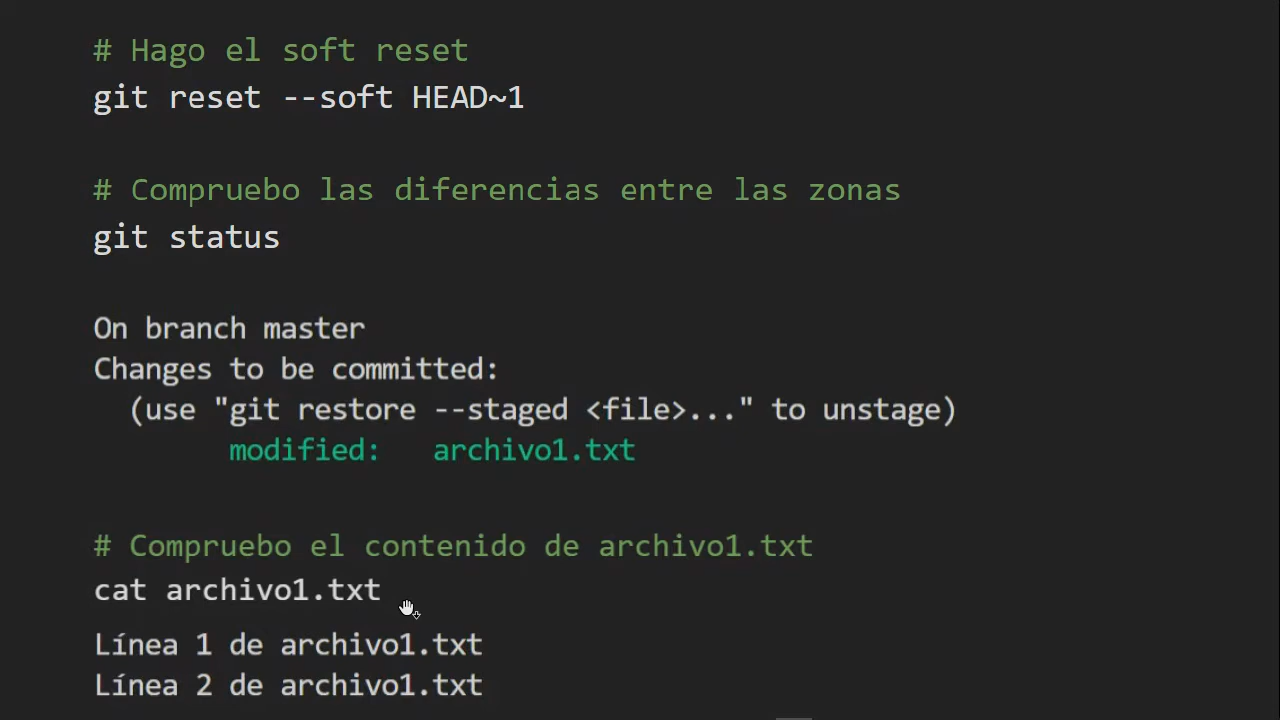 # Hago el soft reset
git reset --soft HEAD~1
# Compruebo las diferencias entre las zonas
git status
On branch master
Changes to be committed:
(use "git restore --staged <file>..." to unstage)
modified: archivo1.txt
# Compruebo el contenido de archivo1.txt
cat archivo1.txt
Línea 1 de archivo1.txt
Línea 2 de archivo1.txt